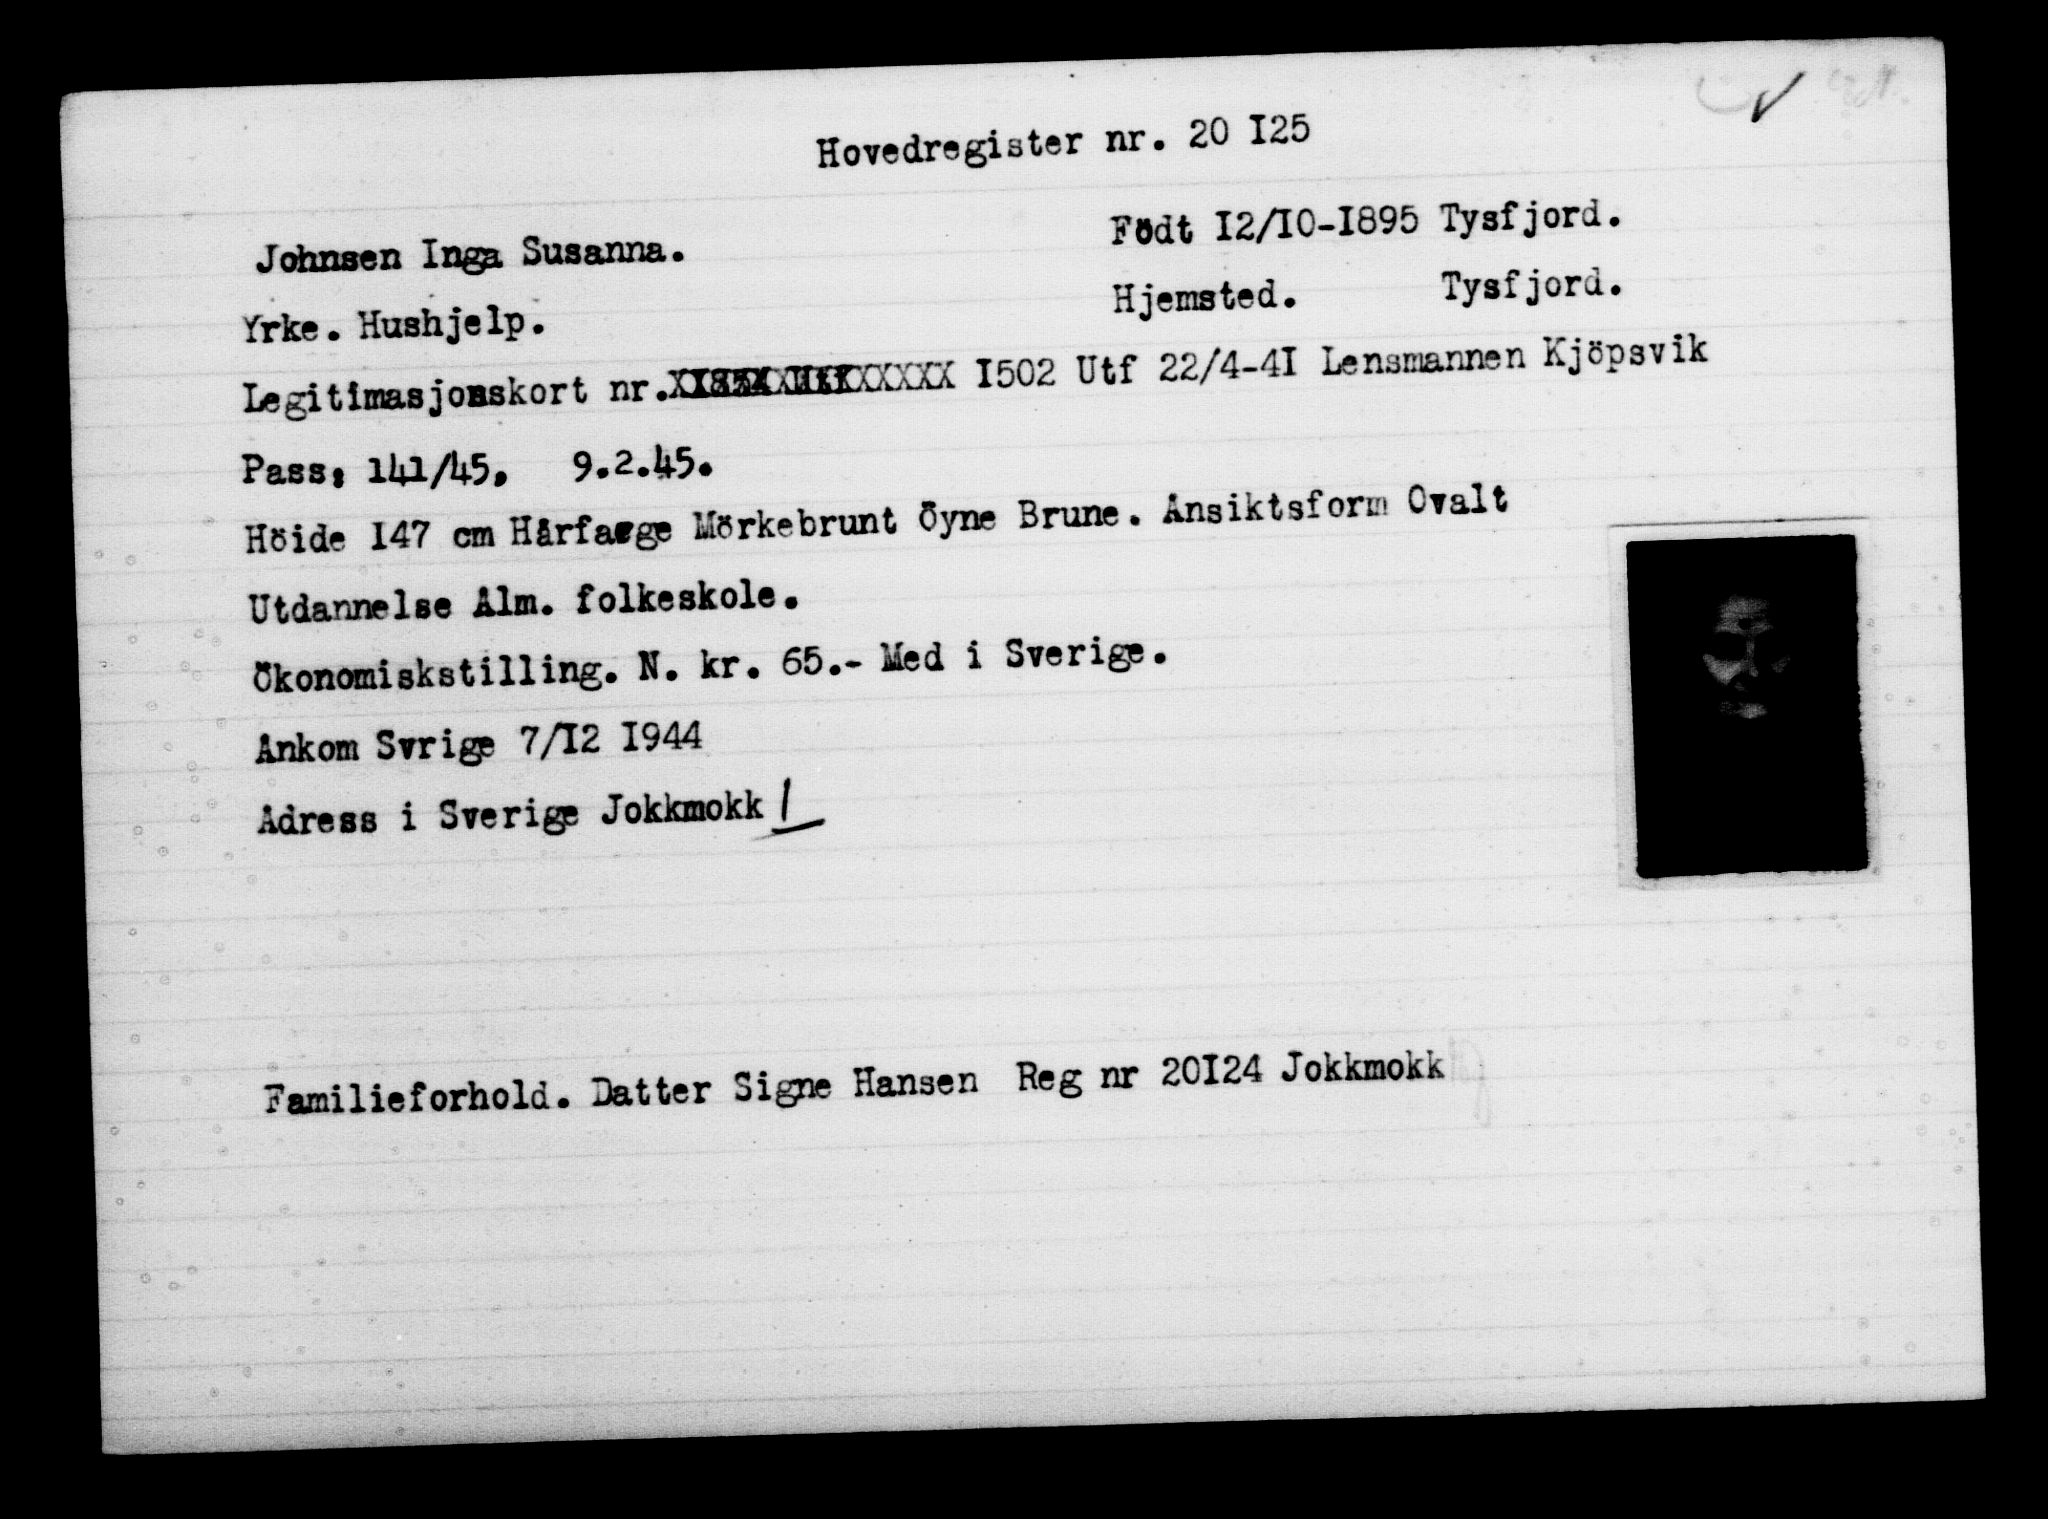 Hovedregister nr. 20 I25
Johnsen Inga Susanna. Födt I2/IO-I895 Tysfjord.
Yrke. Hushjelp. Hjemsted. Tysfjord.
Legitimasjonskort nr. I502 Utf 22/4-4I Lensmannen Kjöpsvik
Pass: 141/45, 9.2.45.
Höide I47 cm Hårfarge Mörkebrunt Öyne Brune. Ansiktsform Ovalt
Utdannelse Alm. folkeskole.
Ökonomiskstilling. N. kr. 65.- Med i Sverige.
Ankom Svrige 7/I2 I944
Adress i Sverige Jokkmokk
Familieforhold. Datter Signe Hansen Reg nr 20I24 Jokkmokk